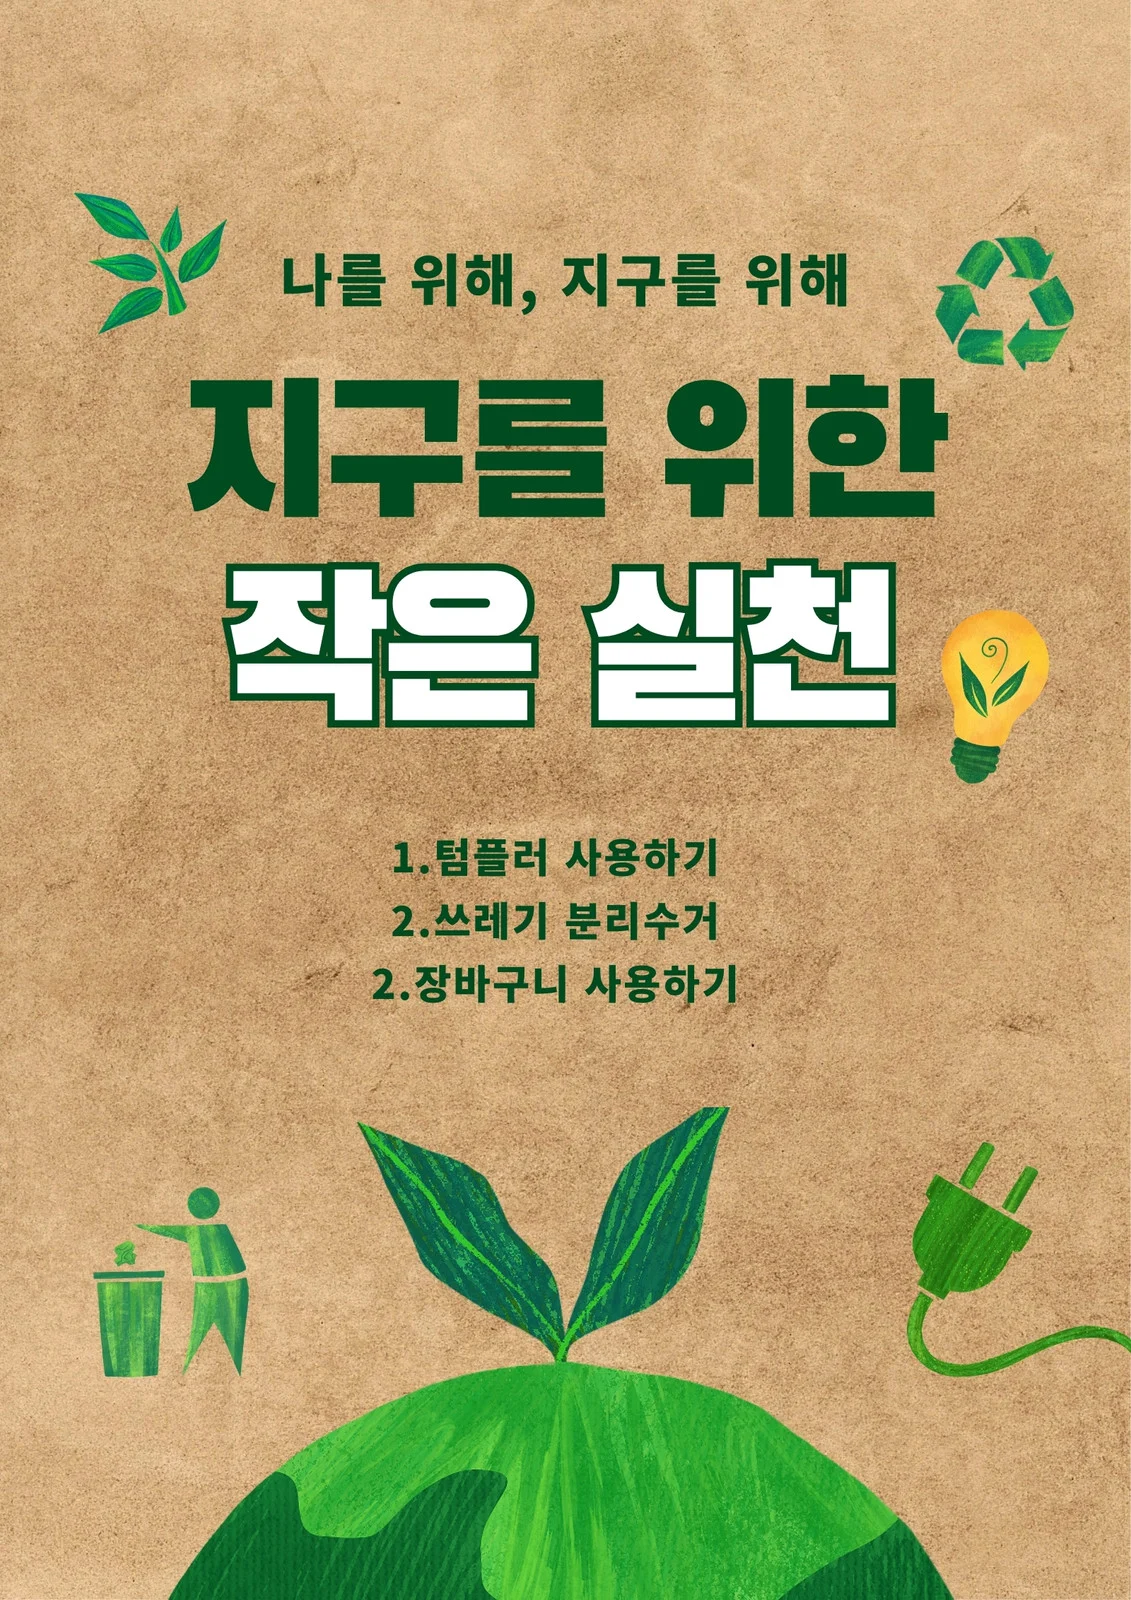 나를 위해, 지구를 위해
지구를 위한
작은 실천
1.텀플러 사용하기
2.쓰레기 분리수거
2.장바구니 사용하기